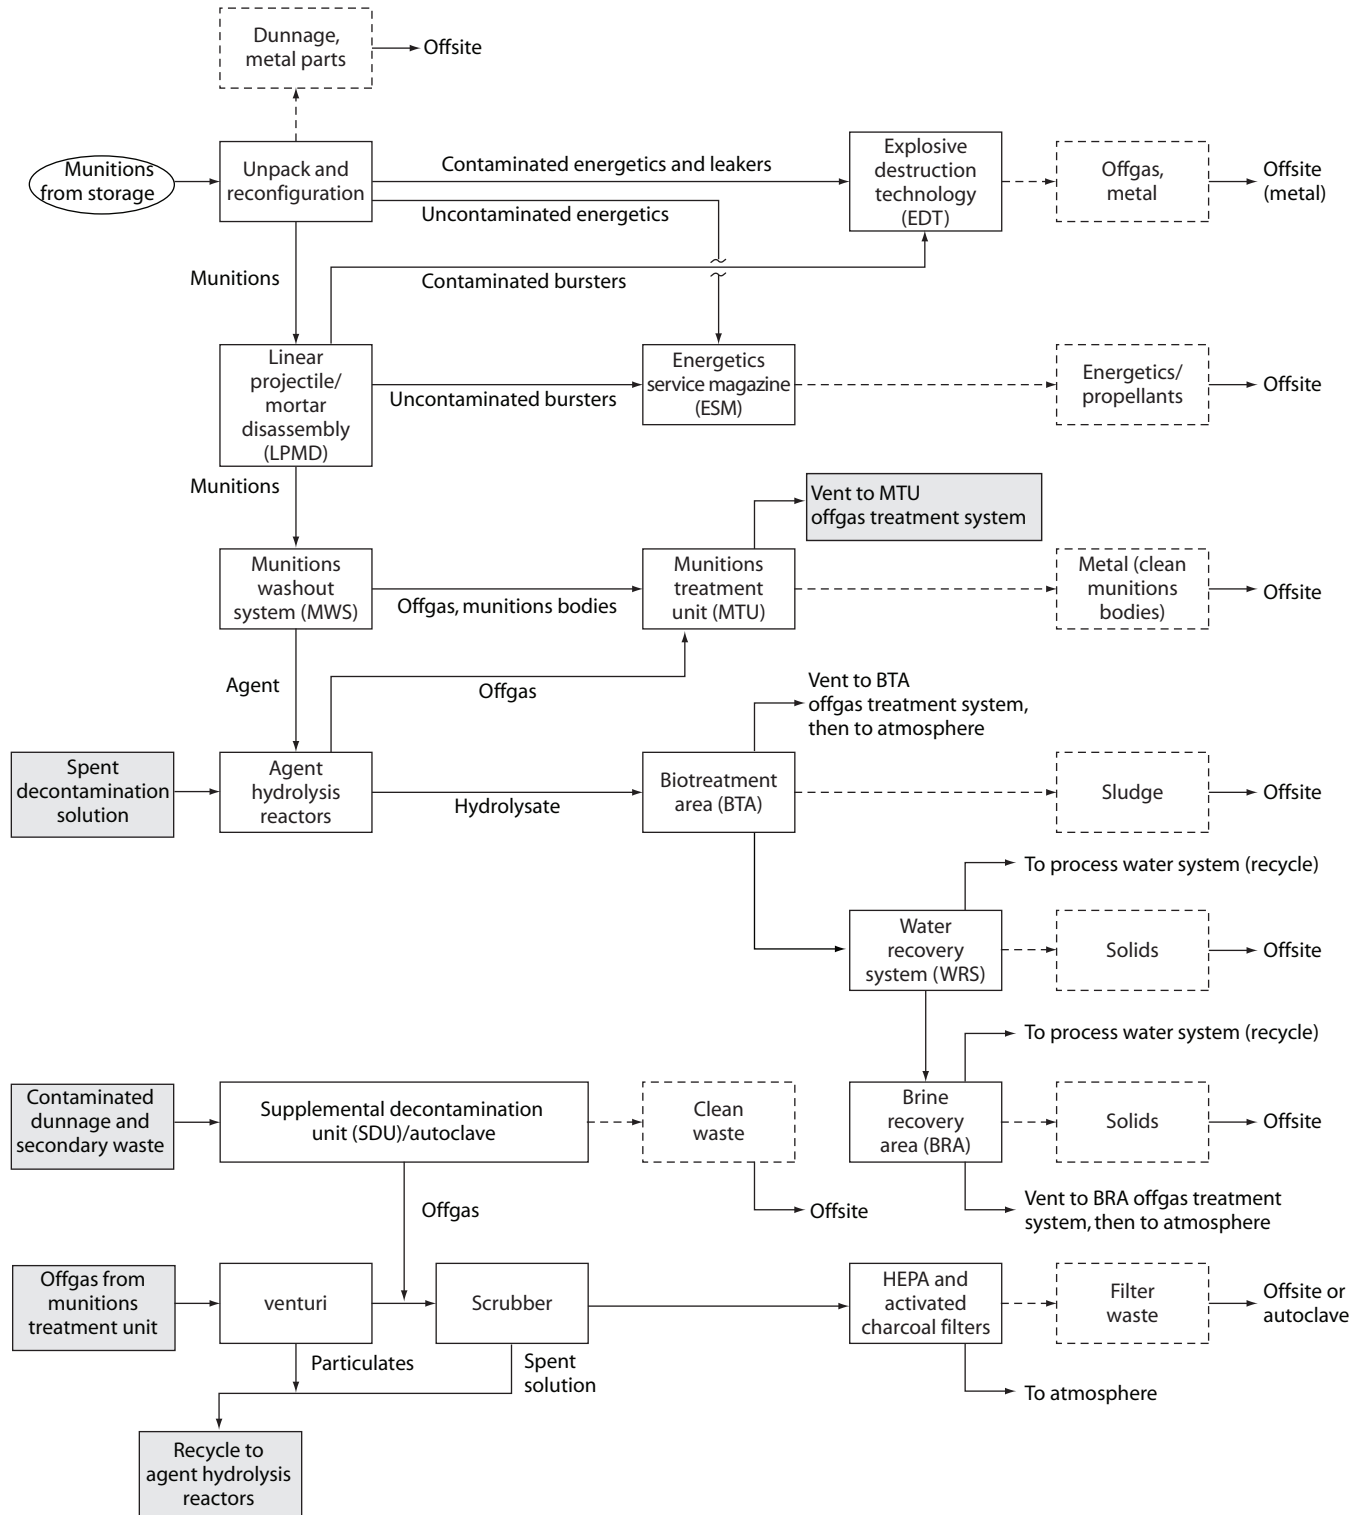 Dunnage,
metal parts
Offsite
Munitions
from storage
Unpack and
reconfiguration
Contaminated energetics and leakers
Uncontaminated energetics
Explosive
destruction
technology
(EDT)
Offgas,
metal
Offsite
(metal)
Munitions
Contaminated bursters
Linear
projectile/
mortar
disassembly
(LPMD)
Uncontaminated bursters
Energetics
service magazine
(ESM)
Energetics/
propellants
Offsite
Munitions
Vent to MTU
offgas treatment system
Munitions
washout
system (MWS)
Offgas, munitions bodies
Munitions
treatment
unit (MTU)
Metal (clean
munitions
bodies)
Offsite
Agent
Offgas
Vent to BTA
offgas treatment system,
then to atmosphere
Spent
decontamination
solution
Agent
hydrolysis
reactors
Hydrolysate
Biotreatment
area (BTA)
Sludge
Offsite
To process water system (recycle)
Water
recovery
system (WRS)
Solids
Offsite
To process water system (recycle)
Contaminated
dunnage and
secondary waste
Supplemental decontamination
unit (SDU)/autoclave
Clean
waste
Offsite
Brine
recovery
area (BRA)
Solids
Offsite
Vent to BRA offgas treatment
system, then to atmosphere
Offgas
Offgas from
munitions
treatment unit
venturi
Scrubber
HEPA and
activated
charcoal filters
Filter
waste
Offsite or
autoclave
Particulates
Spent
solution
To atmosphere
Recycle to
agent hydrolysis
reactors